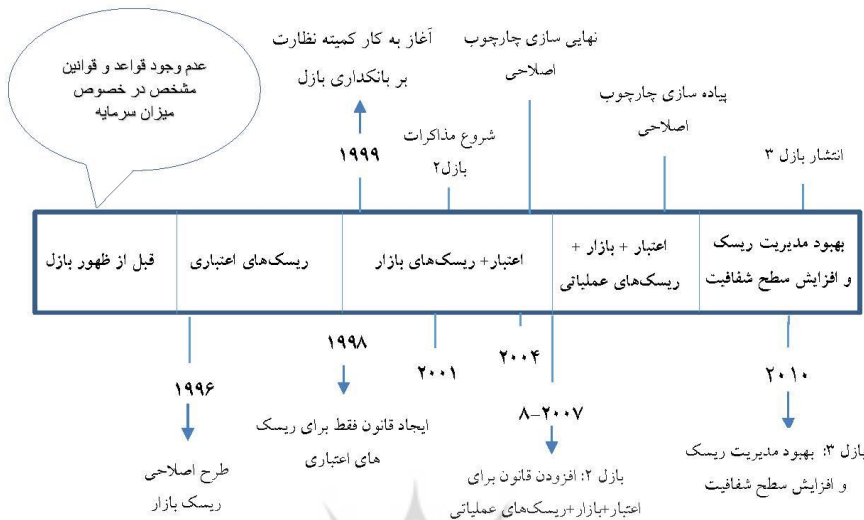 عدم وجود قواعد و قوانین
مشخص در خصوص
میزان سرمایه
آغاز به کار کمیته نظارت
بر بانکداری بازل
۱۹۹۹
شروع مذاکرات
بازل۲
نهایی سازی چارچوب
اصلاحی
پیاده سازی چارچوب
اصلاحی
انتشار بازل ۳
قبل از ظهور بازل
ریسک‌های اعتباری
اعتبار+ ریسک‌های بازار
اعتبار + بازار +
ریسک‌های عملیاتی
بهبود مدیریت ریسک
و افزایش سطح شفافیت
۱۹۹۶
طرح اصلاحی
ریسک بازار
۱۹۹۸
ایجاد قانون فقط برای ریسک
های اعتباری
۲۰۰۱
۲۰۰۴
۸-۲۰۰۷
بازل ۲: افزودن قانون برای
اعتبار+بازار+ریسک‌های عملیاتی
۲۰۱۰
بازل ۳: بهبود مدیریت ریسک
و افزایش سطح شفافیت